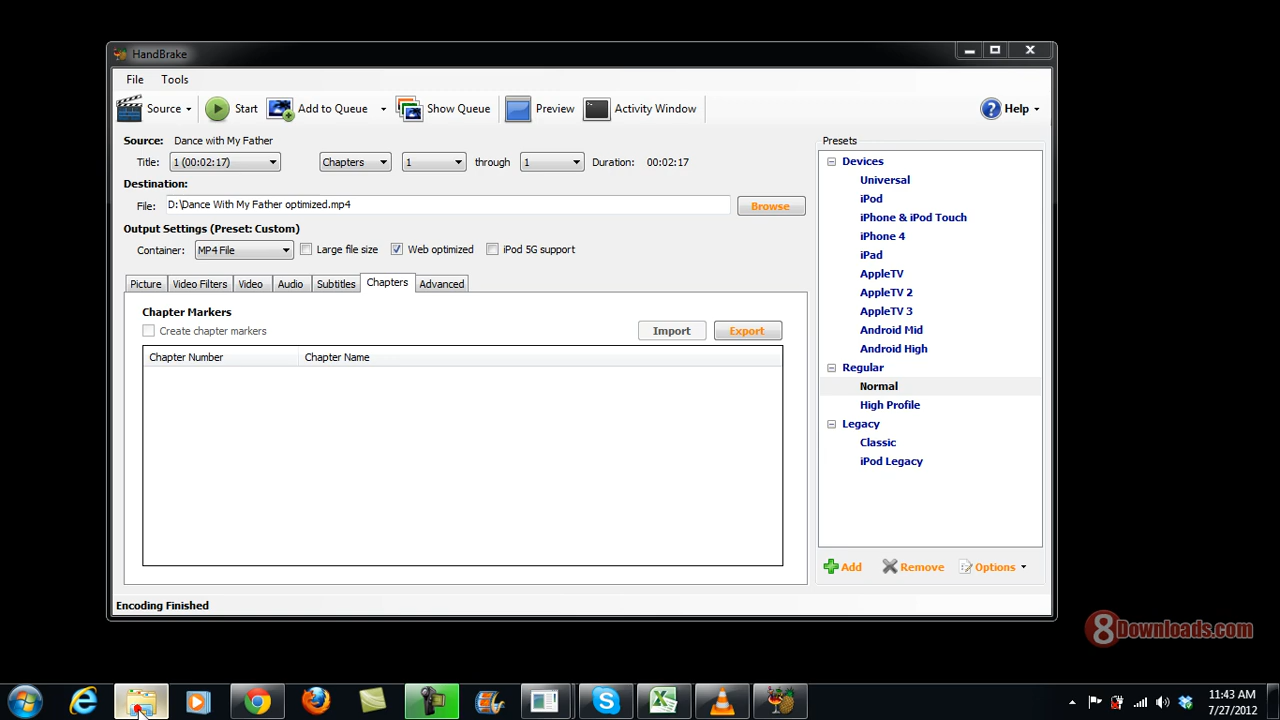 HandBrake
File Tools
Source Start Add to Queue Show Queue Preview Activity Window Help
Source: Dance with My Father
Title: 1 (00:02:17) Chapters 1 through 1 Duration: 00:02:17
Destination:
File: D:\Dance With My Father optimized.mp4 Browse
Output Settings (Preset: Custom)
Container: MP4 File Large file size Web optimized iPod 5G support
Picture Video Filters Video Audio Subtitles Chapters Advanced
Chapter Markers
Create chapter markers Import Export
Chapter Number Chapter Name
Presets
Devices
Universal
iPod
iPhone & iPod Touch
iPhone 4
iPad
AppleTV
AppleTV 2
AppleTV 3
Android Mid
Android High
Regular
Normal
High Profile
Legacy
Classic
iPod Legacy
Add Remove Options
Encoding Finished
8Downloads.com
11:43 AM
7/27/2012